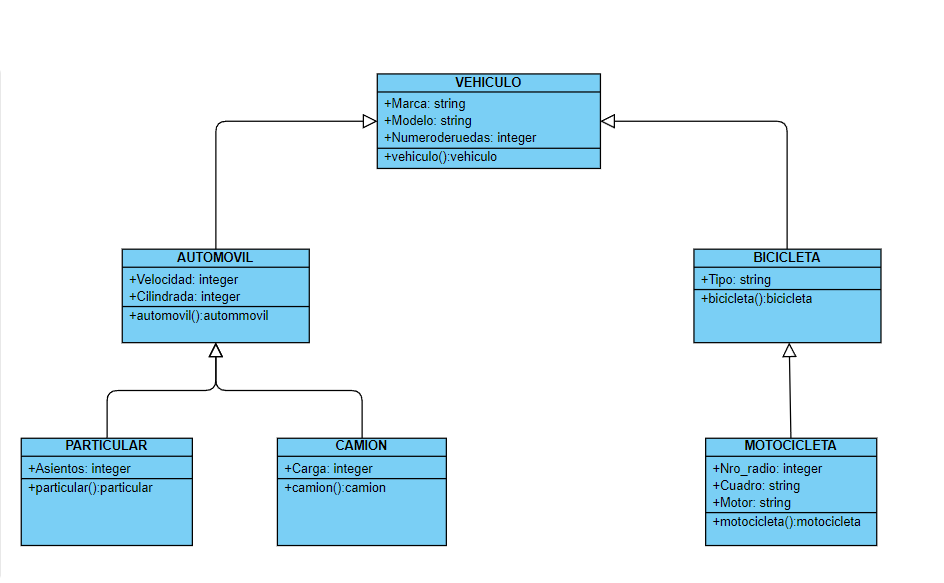 VEHICULO
+Marca: string
+Modelo: string
+Numeroderuedas: integer
+vehiculo():vehiculo
AUTOMOVIL
+Velocidad: integer
+Cilindrada: integer
+automovil():autommovil
BICICLETA
+Tipo: string
+bicicleta():bicicleta
PARTICULAR
+Asientos: integer
+particular():particular
CAMION
+Carga: integer
+camion():camion
MOTOCICLETA
+Nro_radio: integer
+Cuadro: string
+Motor: string
+motocicleta():motocicleta